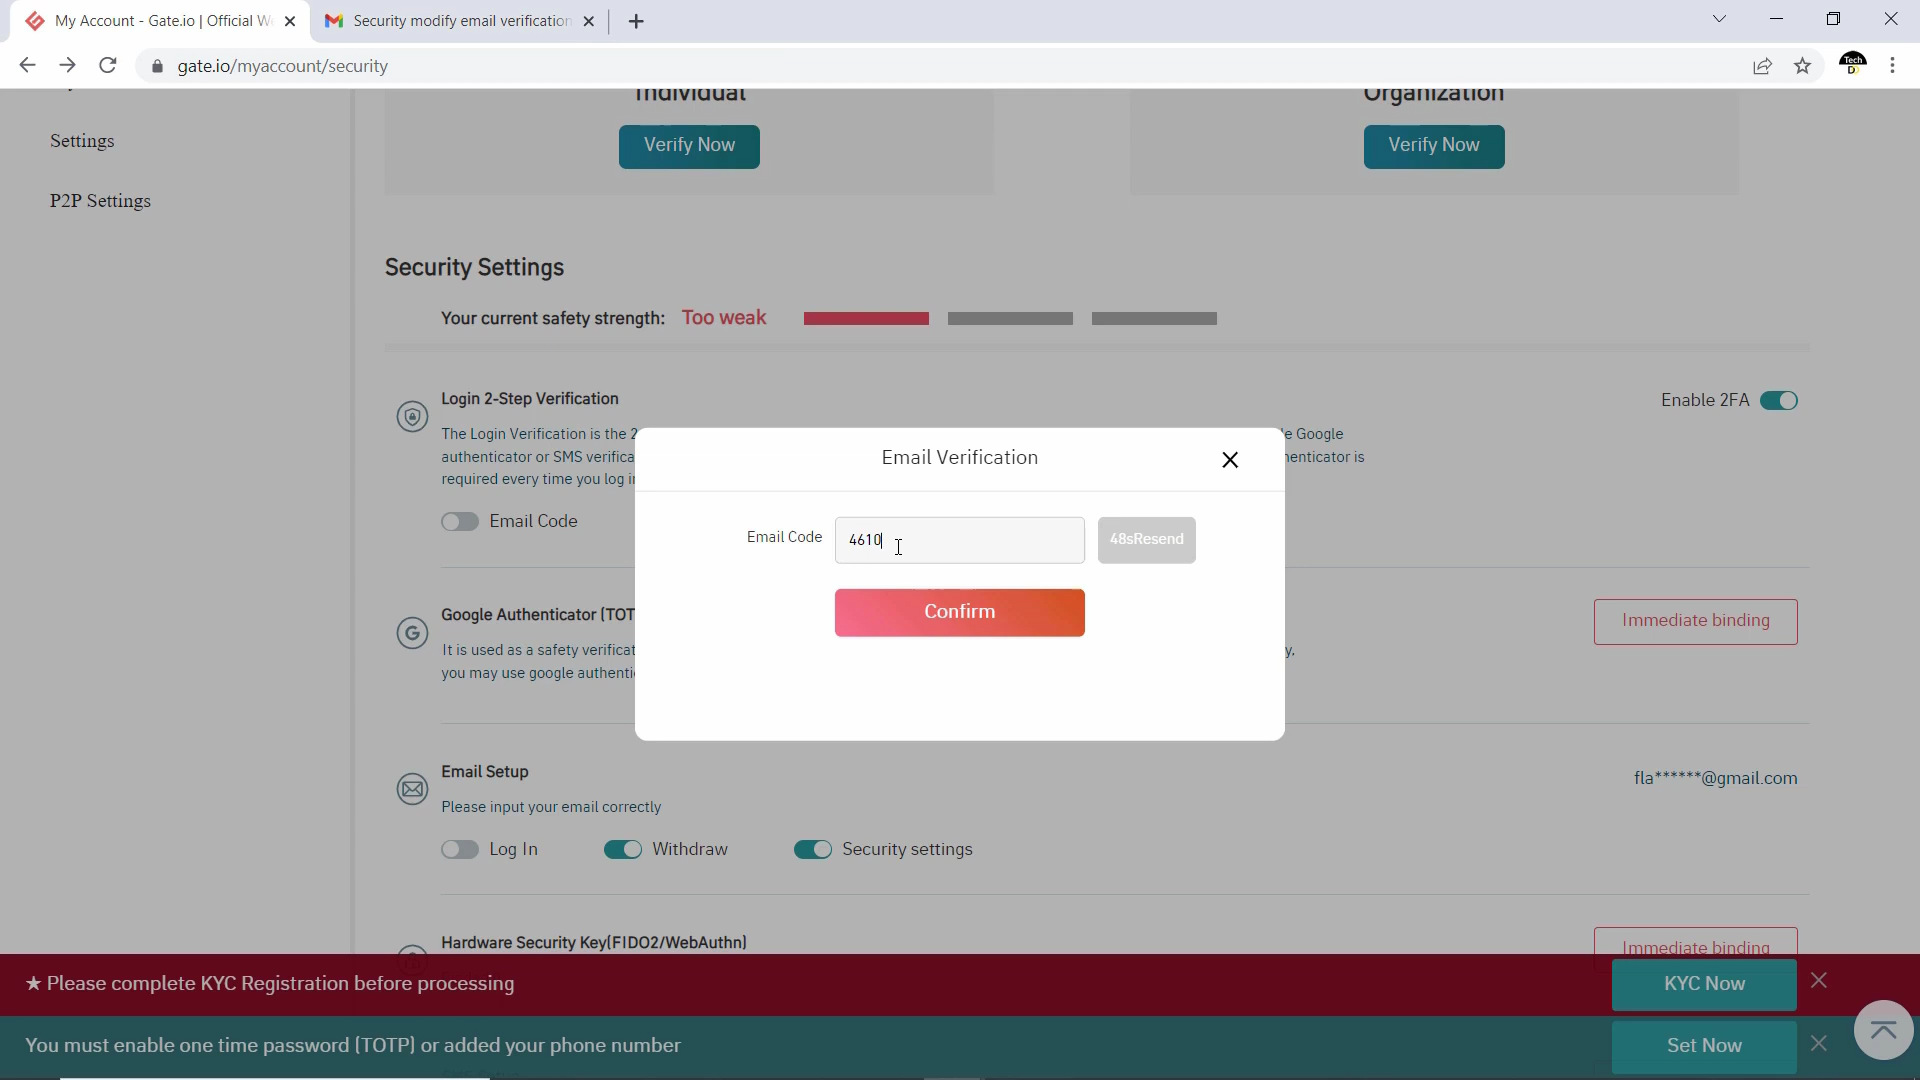 My Account - Gate.io | Official W
Security modify email verification
gate.io/myaccount/security
Tech
D
Individual
Organization
Settings
Verify Now
Verify Now
P2P Settings
Security Settings
Your current safety strength: Too weak
Login 2-Step Verification
Enable 2FA
The Login Verification is the 2
e Google
authenticator or SMS verifica
henticator is
required every time you log i
Email Code
Email Verification
Email Code
4610
48sResend
Confirm
Google Authenticator (TOT
Immediate binding
It is used as a safety verificat
y,
you may use google authenti
Email Setup
fla******@gmail.com
Please input your email correctly
Log In
Withdraw
Security settings
Hardware Security Key(FIDO2/WebAuthn)
Immediate binding
★ Please complete KYC Registration before processing
KYC Now
You must enable one time password (TOTP) or added your phone number
Set Now